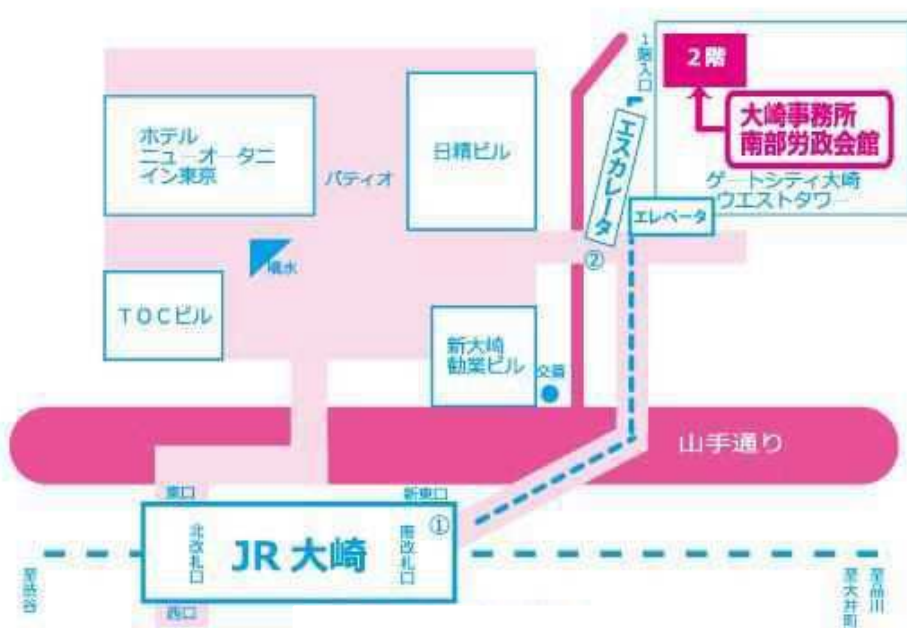 1階入口
2階
大崎事務所
南部労政会館
ゲートシティ大崎
ウエストタワー
エスカレータ
エレベータ
②
ホテル
ニューオータニ
イン東京
パティオ
日精ビル
噴水
TOCビル
新大崎
勧業ビル
交番
山手通り
東口
新東口
①
北改札口
JR 大崎
南改札口
西口
至渋谷
至大井町
至品川